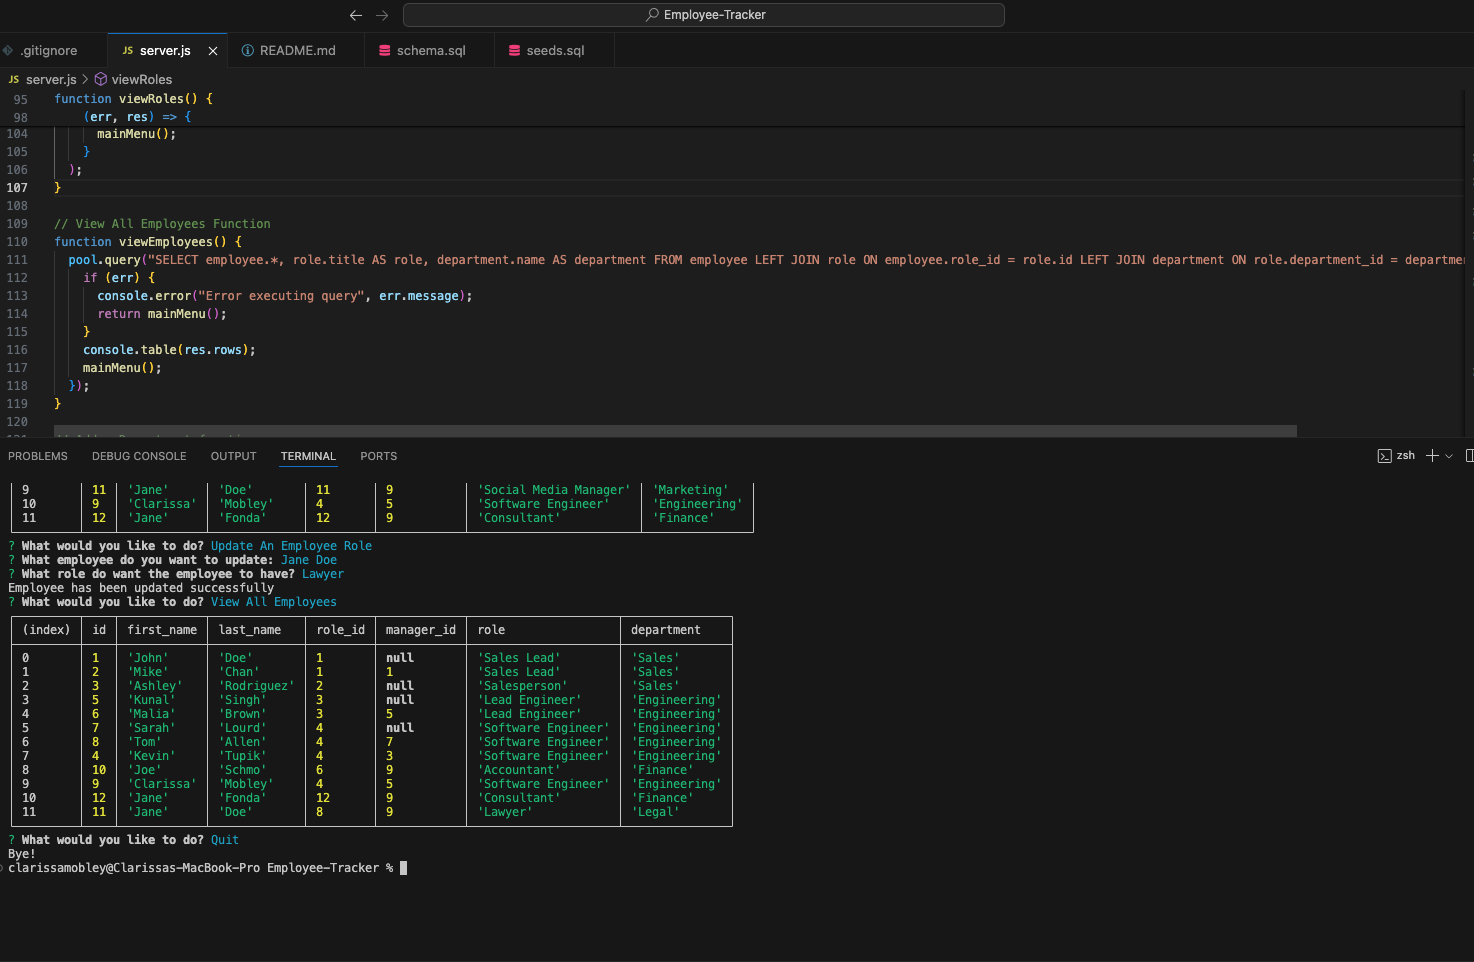 Employee-Tracker
.gitignore
JS server.js
README.md
schema.sql
seeds.sql
JS server.js > viewRoles
95 function viewRoles() {
98 (err, res) => {
104 mainMenu();
105 }
106 );
107 }
108
109 // View All Employees Function
110 function viewEmployees() {
111 pool.query("SELECT employee.*, role.title AS role, department.name AS department FROM employee LEFT JOIN role ON employee.role_id = role.id LEFT JOIN department ON role.department_id = departme
112 if (err) {
113 console.error("Error executing query", err.message);
114 return mainMenu();
115 }
116 console.table(res.rows);
117 mainMenu();
118 });
119 }
120
PROBLEMS DEBUG CONSOLE OUTPUT TERMINAL PORTS
zsh
9 11 'Jane' 'Doe' 11 9 'Social Media Manager' 'Marketing'
10 9 'Clarissa' 'Mobley' 4 5 'Software Engineer' 'Engineering'
11 12 'Jane' 'Fonda' 12 9 'Consultant' 'Finance'
? What would you like to do? Update An Employee Role
? What employee do you want to update: Jane Doe
? What role do want the employee to have? Lawyer
Employee has been updated successfully
? What would you like to do? View All Employees
(index) id first_name last_name role_id manager_id role department
0 1 'John' 'Doe' 1 null 'Sales Lead' 'Sales'
1 2 'Mike' 'Chan' 1 1 'Sales Lead' 'Sales'
2 3 'Ashley' 'Rodriguez' 2 null 'Salesperson' 'Sales'
3 5 'Kunal' 'Singh' 3 null 'Lead Engineer' 'Engineering'
4 6 'Malia' 'Brown' 3 5 'Lead Engineer' 'Engineering'
5 7 'Sarah' 'Lourd' 4 null 'Software Engineer' 'Engineering'
6 8 'Tom' 'Allen' 4 7 'Software Engineer' 'Engineering'
7 4 'Kevin' 'Tupik' 4 3 'Software Engineer' 'Engineering'
8 10 'Joe' 'Schmo' 6 9 'Accountant' 'Finance'
9 9 'Clarissa' 'Mobley' 4 5 'Software Engineer' 'Engineering'
10 12 'Jane' 'Fonda' 12 9 'Consultant' 'Finance'
11 11 'Jane' 'Doe' 8 9 'Lawyer' 'Legal'
? What would you like to do? Quit
Bye!
clarissamobley@Clarissas-MacBook-Pro Employee-Tracker %